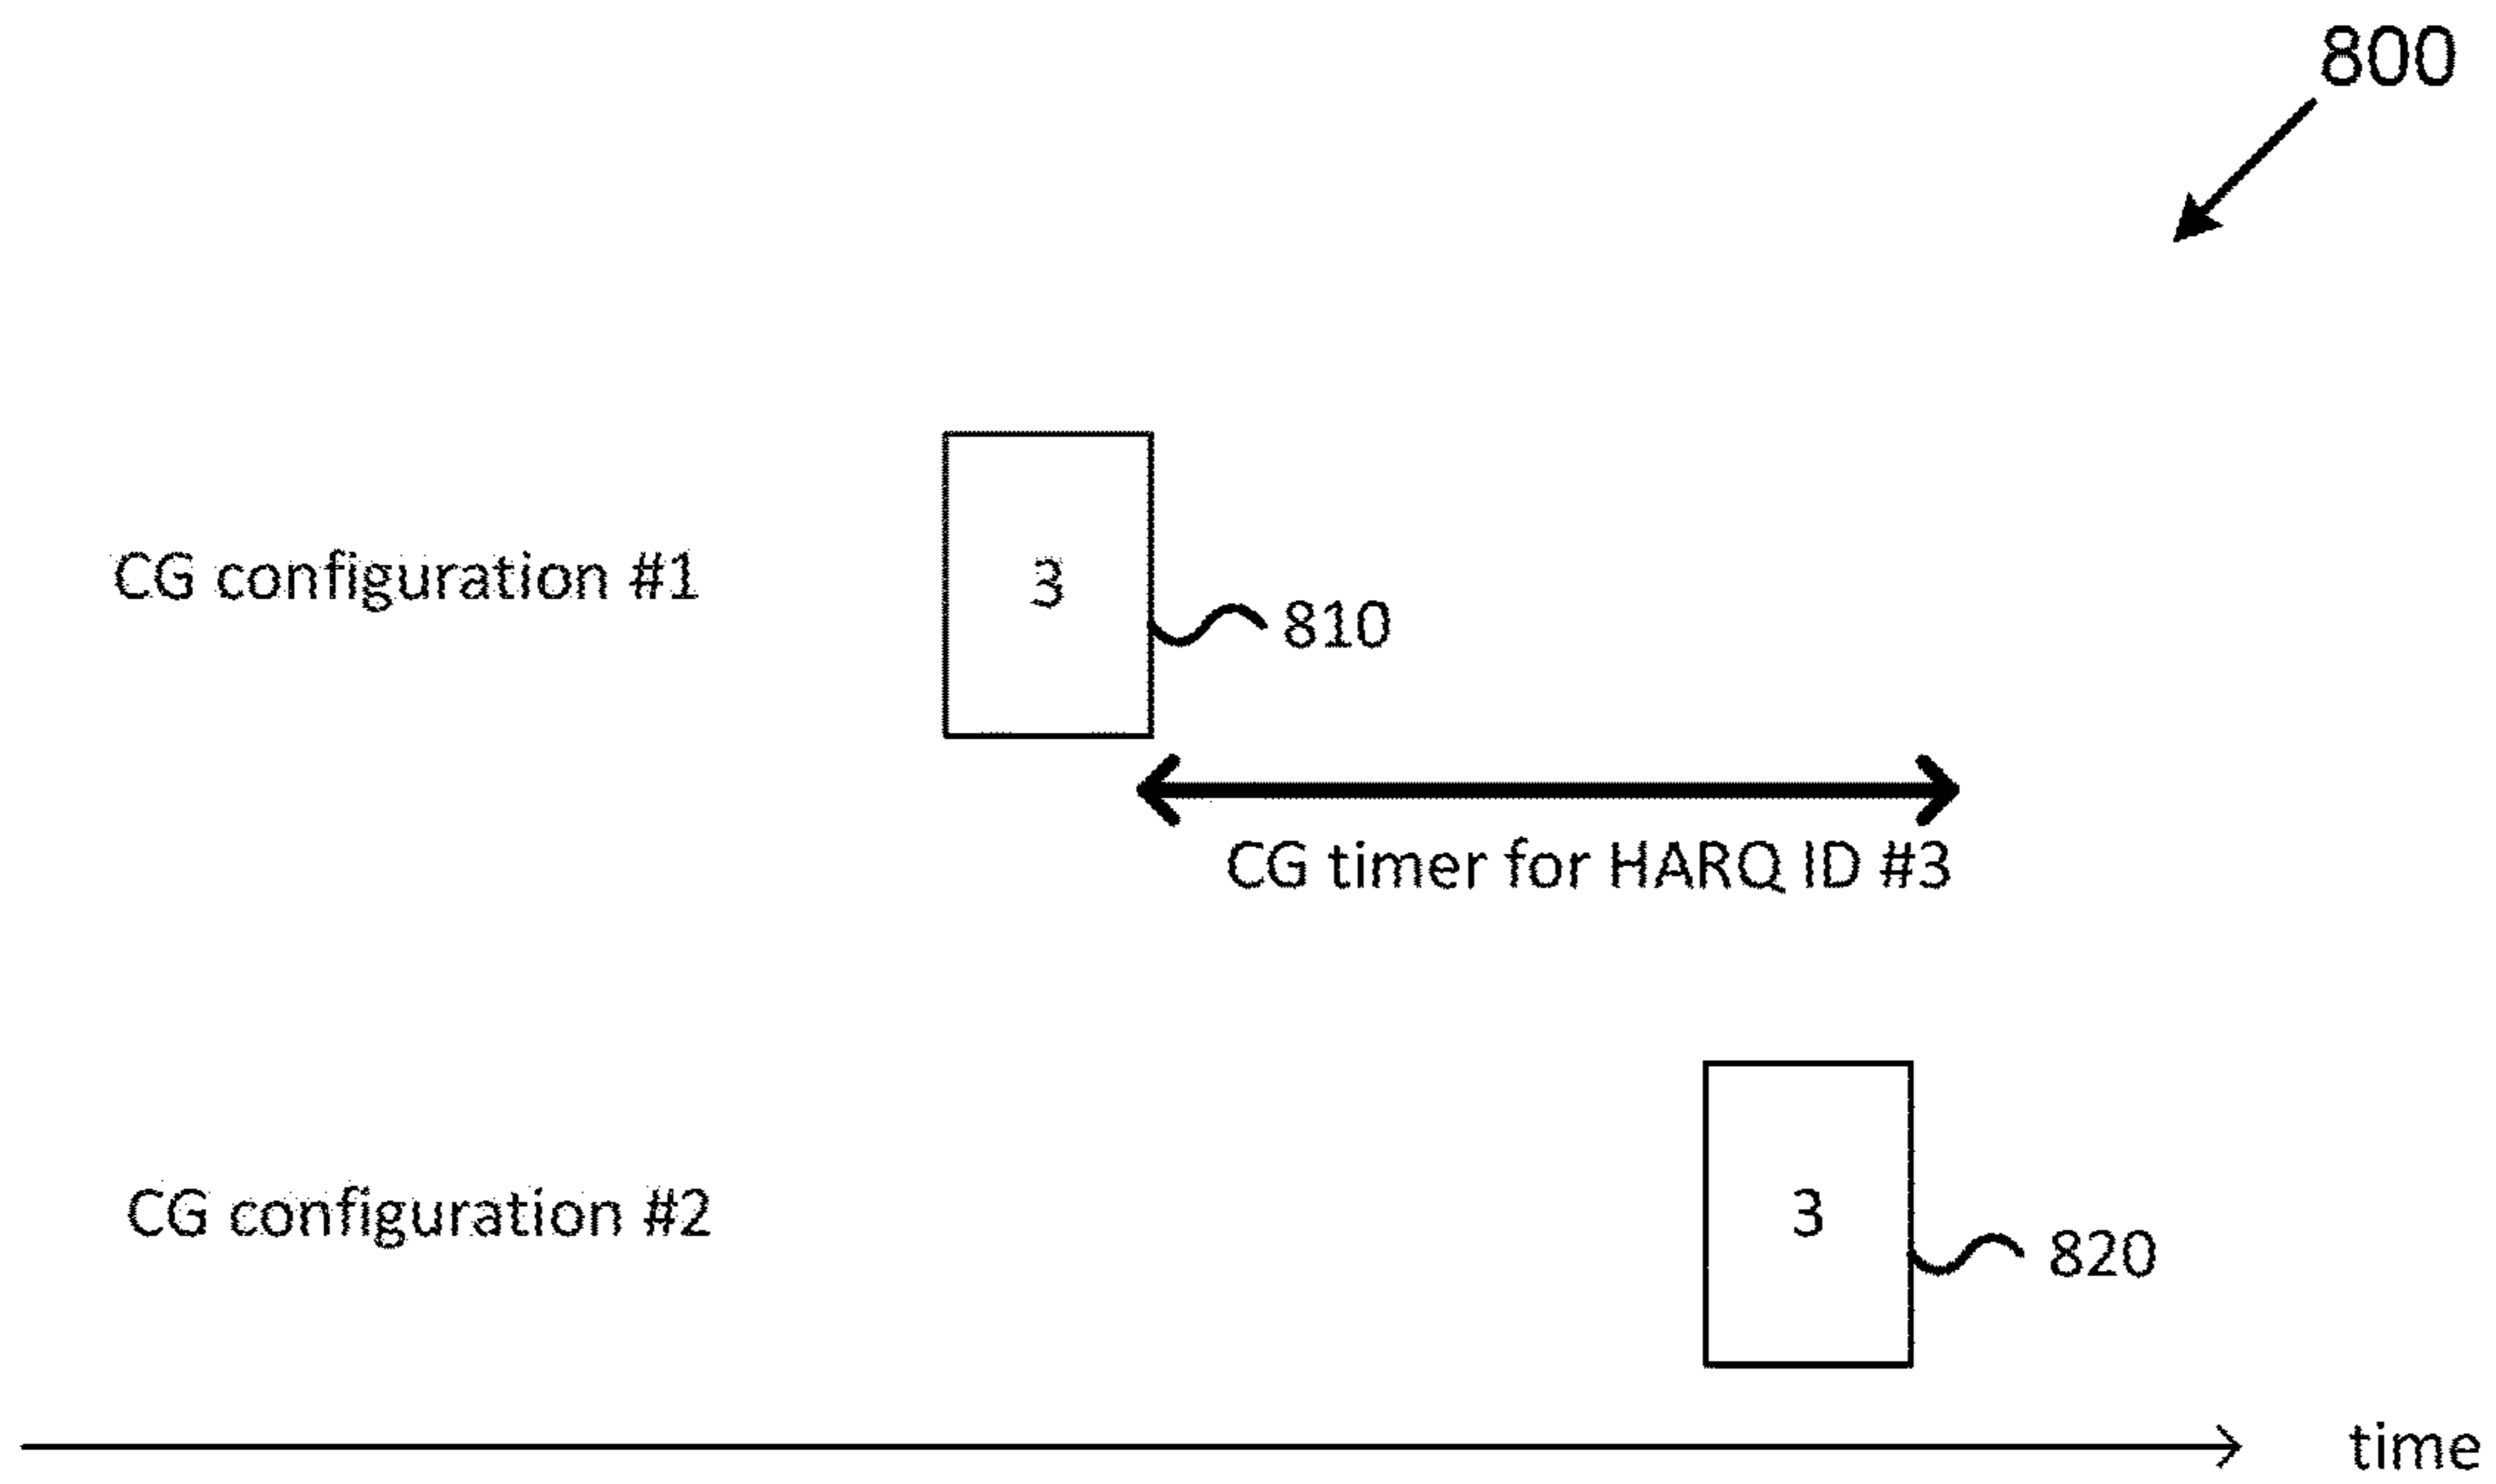 800
CG configuration #1
3
810
CG timer for HARQ ID #3
CG configuration #2
3
820
time